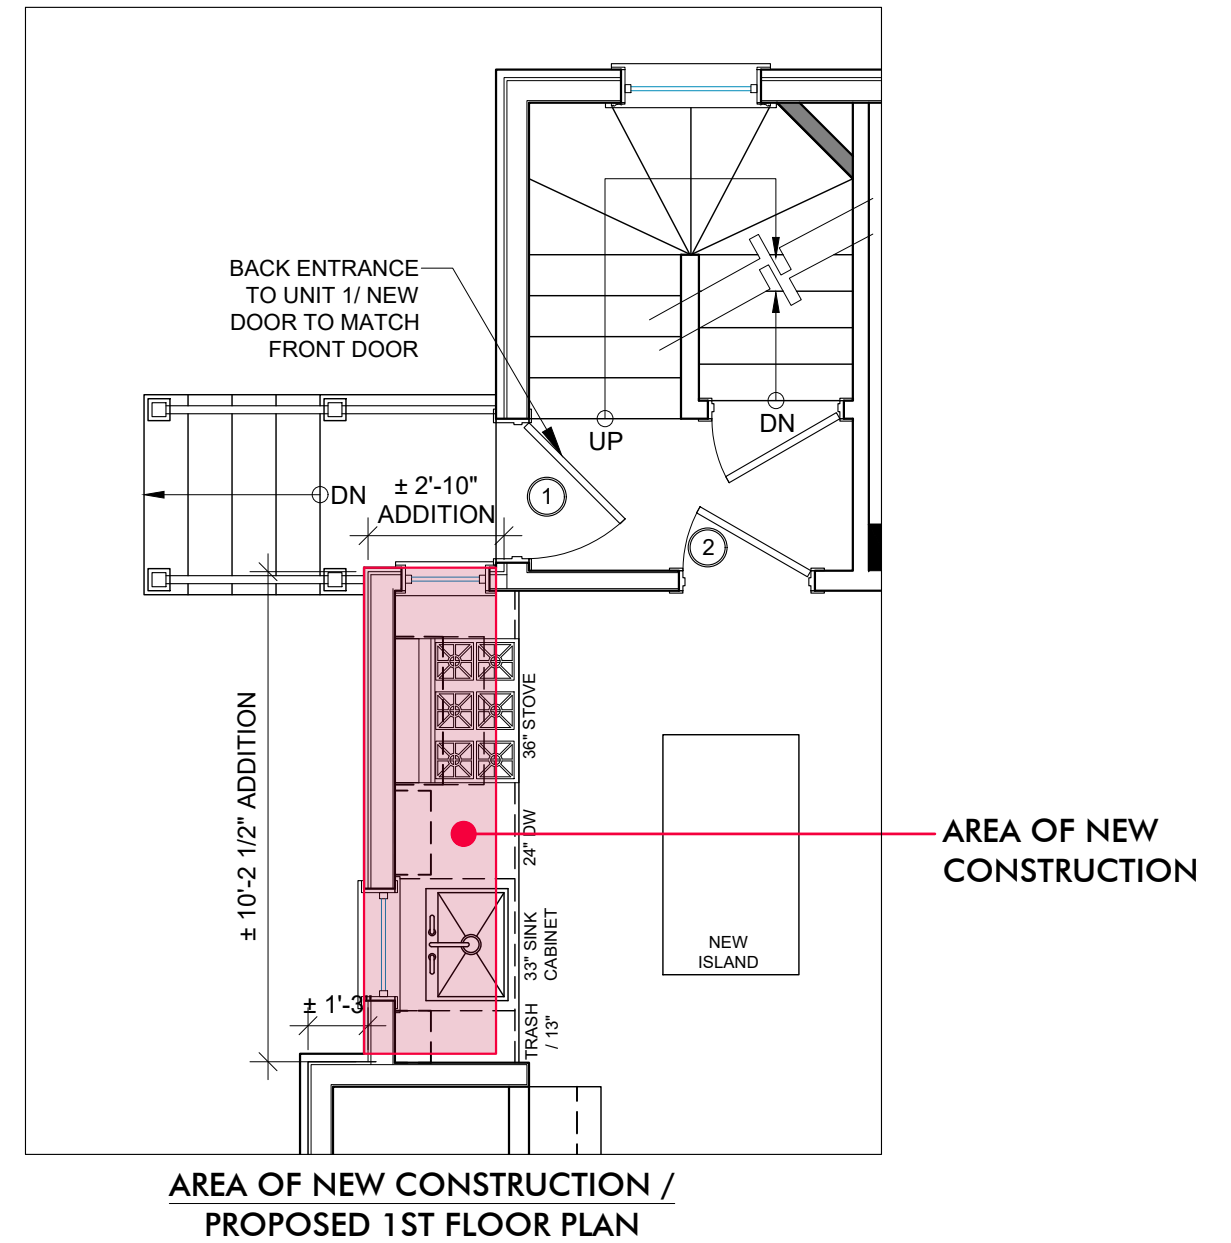 BACK ENTRANCE
TO UNIT 1/ NEW
DOOR TO MATCH
FRONT DOOR
UP
DN
DN
± 2'-10"
ADDITION
1
2
± 10'-2 1/2" ADDITION
36" STOVE
24" DW
33" SINK
CABINET
TRASH
/ 13"
± 1'-3"
NEW
ISLAND
AREA OF NEW
CONSTRUCTION
AREA OF NEW CONSTRUCTION /
PROPOSED 1ST FLOOR PLAN